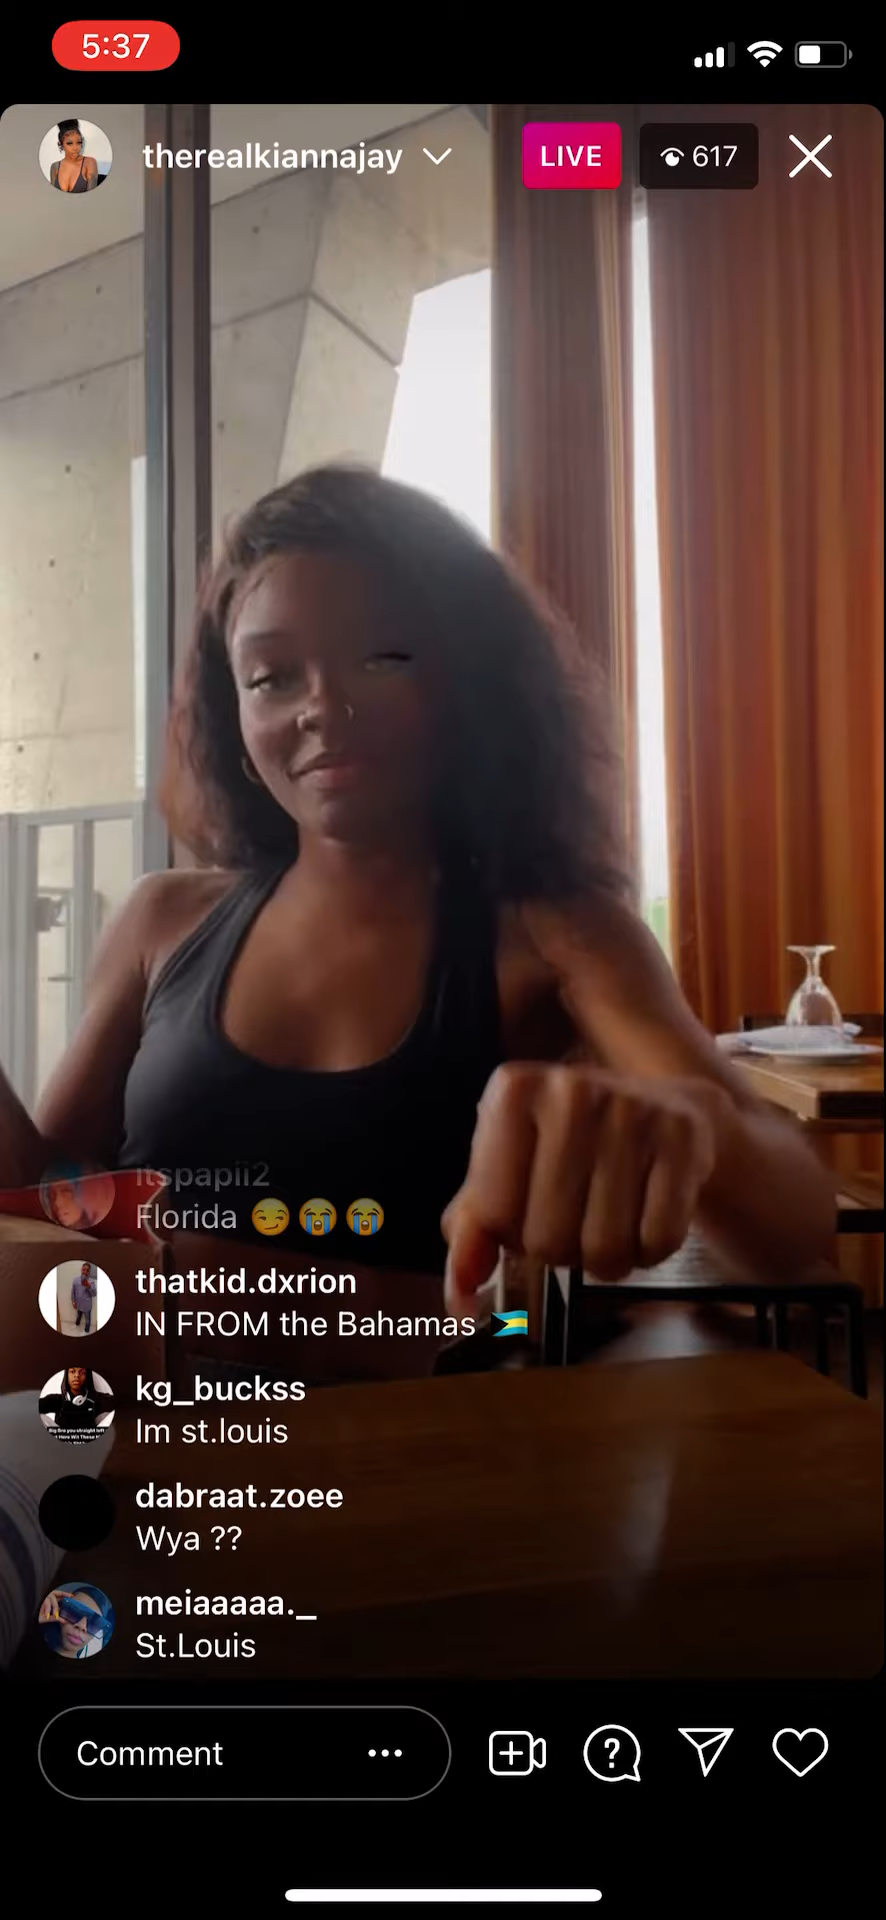 5:37
therealkiannajay
LIVE
617
itspapii2
Florida 😏😭😭
thatkid.dxrion
IN FROM the Bahamas 🇧🇸
kg_buckss
Im st.louis
dabraat.zoee
Wya ??
meiaaaaa._
St.Louis
Comment